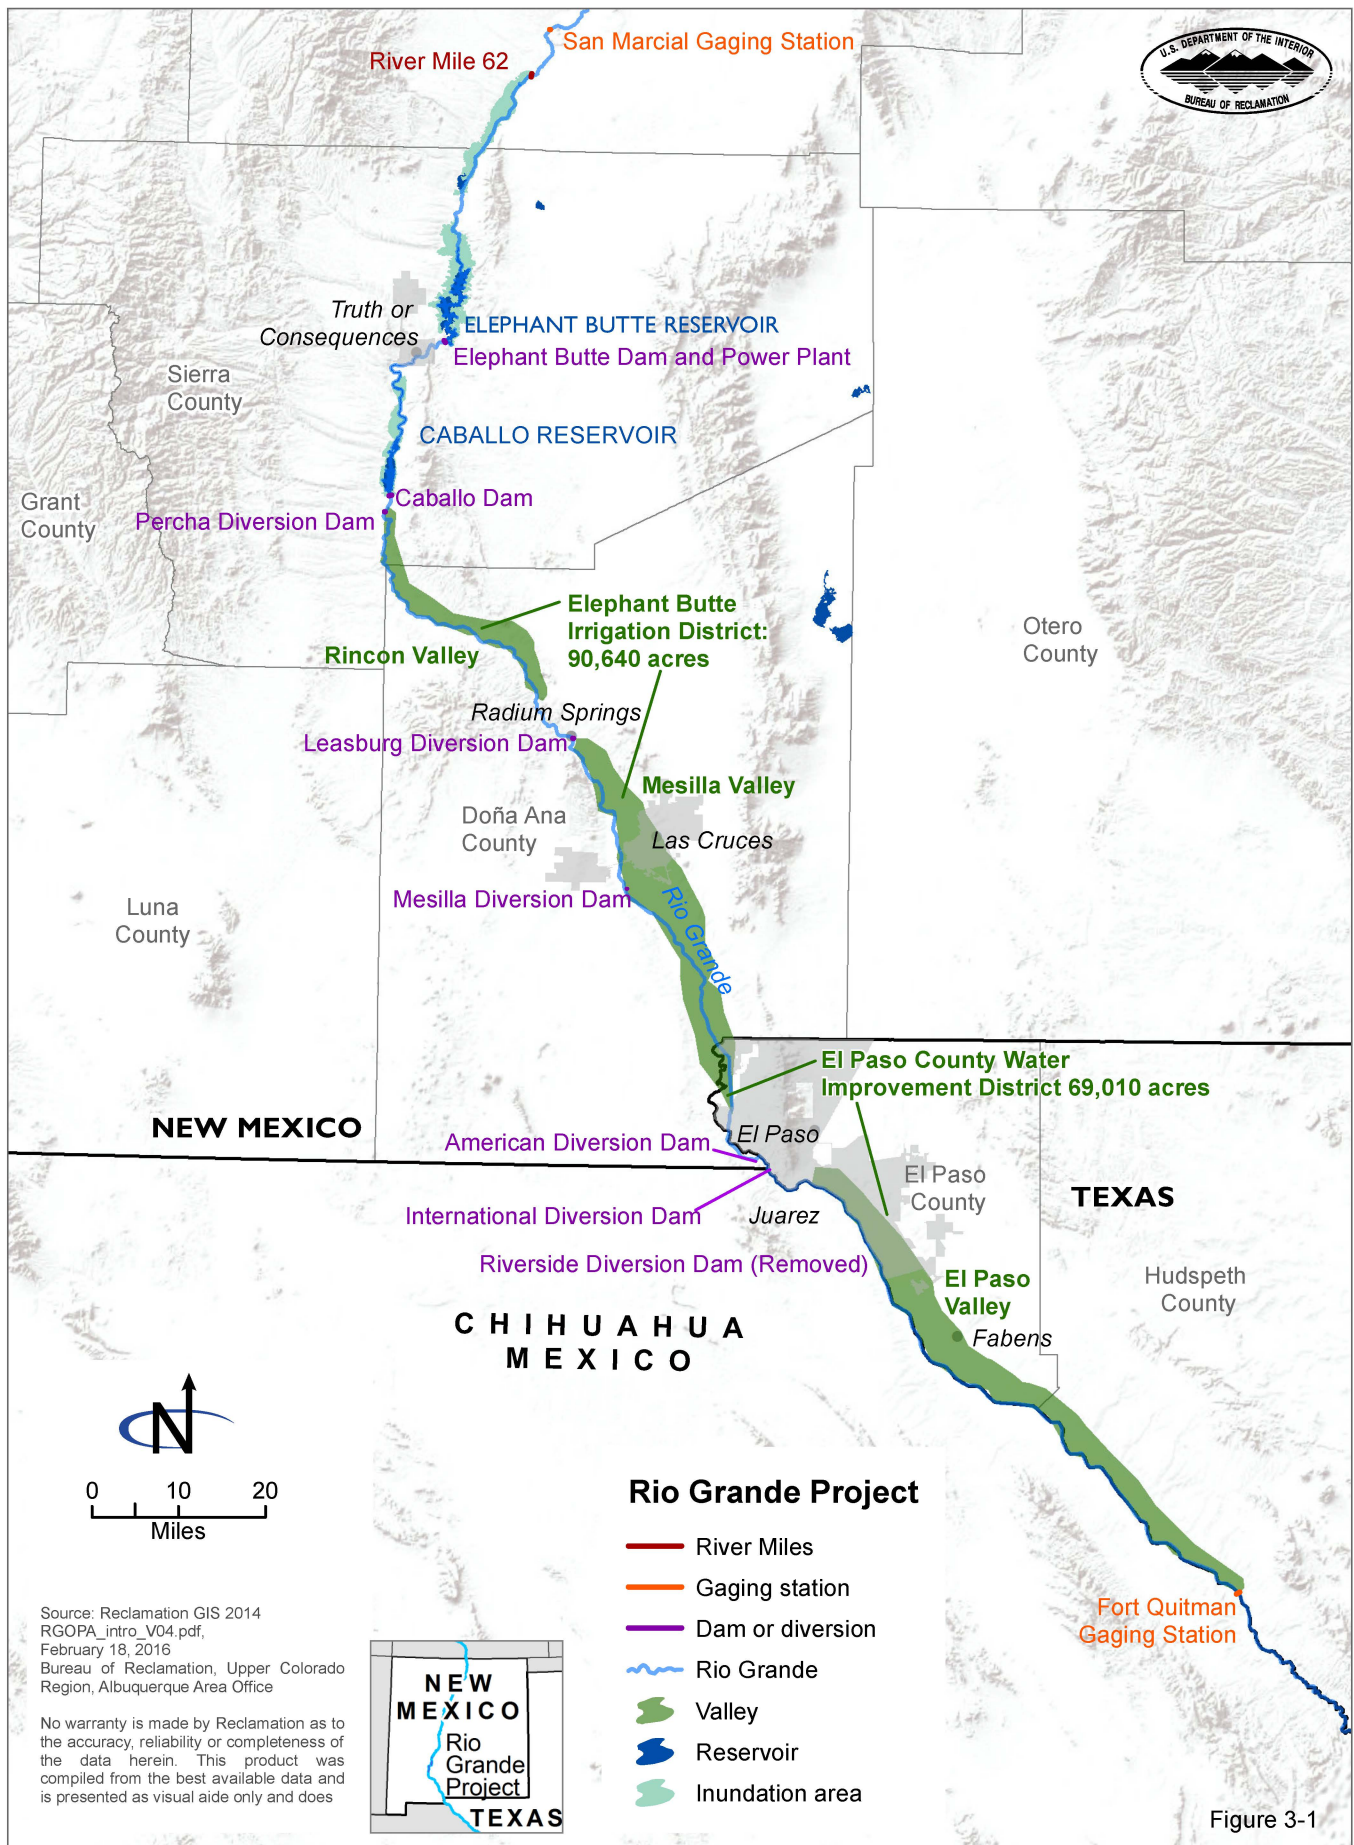 San Marcial Gaging Station
River Mile 62
U.S. DEPARTMENT OF THE INTERIOR
BUREAU OF RECLAMATION
Truth or
Consequences
ELEPHANT BUTTE RESERVOIR
Elephant Butte Dam and Power Plant
Sierra
County
CABALLO RESERVOIR
Grant
County
Caballo Dam
Percha Diversion Dam
Elephant Butte
Irrigation District:
90,640 acres
Otero
County
Rincon Valley
Radium Springs
Leasburg Diversion Dam
Mesilla Valley
Doña Ana
County
Las Cruces
Mesilla Diversion Dam
Rio Grande
Luna
County
El Paso County Water
Improvement District 69,010 acres
NEW MEXICO
El Paso
American Diversion Dam
El Paso
County
TEXAS
International Diversion Dam
Juarez
Riverside Diversion Dam (Removed)
El Paso
Valley
Hudspeth
County
CHIHUAHUA
MEXICO
Fabens
N
0 10 20
Miles
Rio Grande Project
River Miles
Gaging station
Dam or diversion
Rio Grande
Valley
Reservoir
Inundation area
Fort Quitman
Gaging Station
Source: Reclamation GIS 2014
RGOPA_intro_V04.pdf,
February 18, 2016
Bureau of Reclamation, Upper Colorado
Region, Albuquerque Area Office
No warranty is made by Reclamation as to
the accuracy, reliability or completeness of
the data herein. This product was
compiled from the best available data and
is presented as visual aide only and does
NEW
MEXICO
Rio
Grande
Project
TEXAS
Figure 3-1